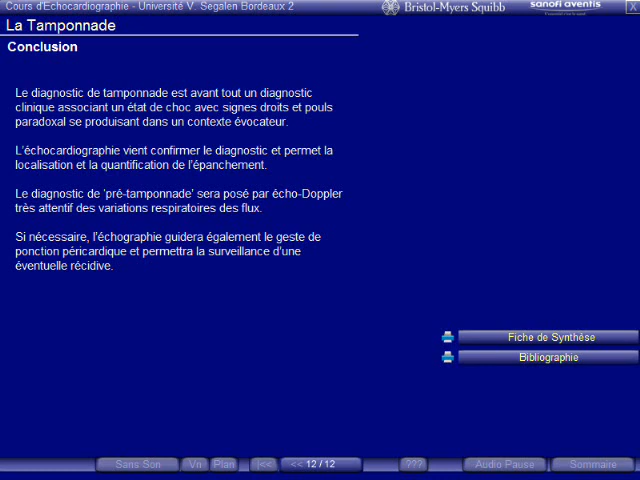 Cours d'Echocardiographie - Université V. Segalen Bordeaux 2
Bristol-Myers Squibb
sanofi aventis
X
La Tamponnade
Conclusion
Le diagnostic de tamponnade est avant tout un diagnostic
clinique associant un état de choc avec signes droits et pouls
paradoxal se produisant dans un contexte évocateur.
L'échocardiographie vient confirmer le diagnostic et permet la
localisation et la quantification de l'épanchement.
Le diagnostic de 'pré-tamponnade' sera posé par écho-Doppler
très attentif des variations respiratoires des flux.
Si nécessaire, l'échographie guidera également le geste de
ponction péricardique et permettra la surveillance d'une
éventuelle récidive.
Fiche de Synthèse
Bibliographie
Sans Son
Vn
Plan
|<<
<< 12 / 12
???
Audio Pause
Sommaire